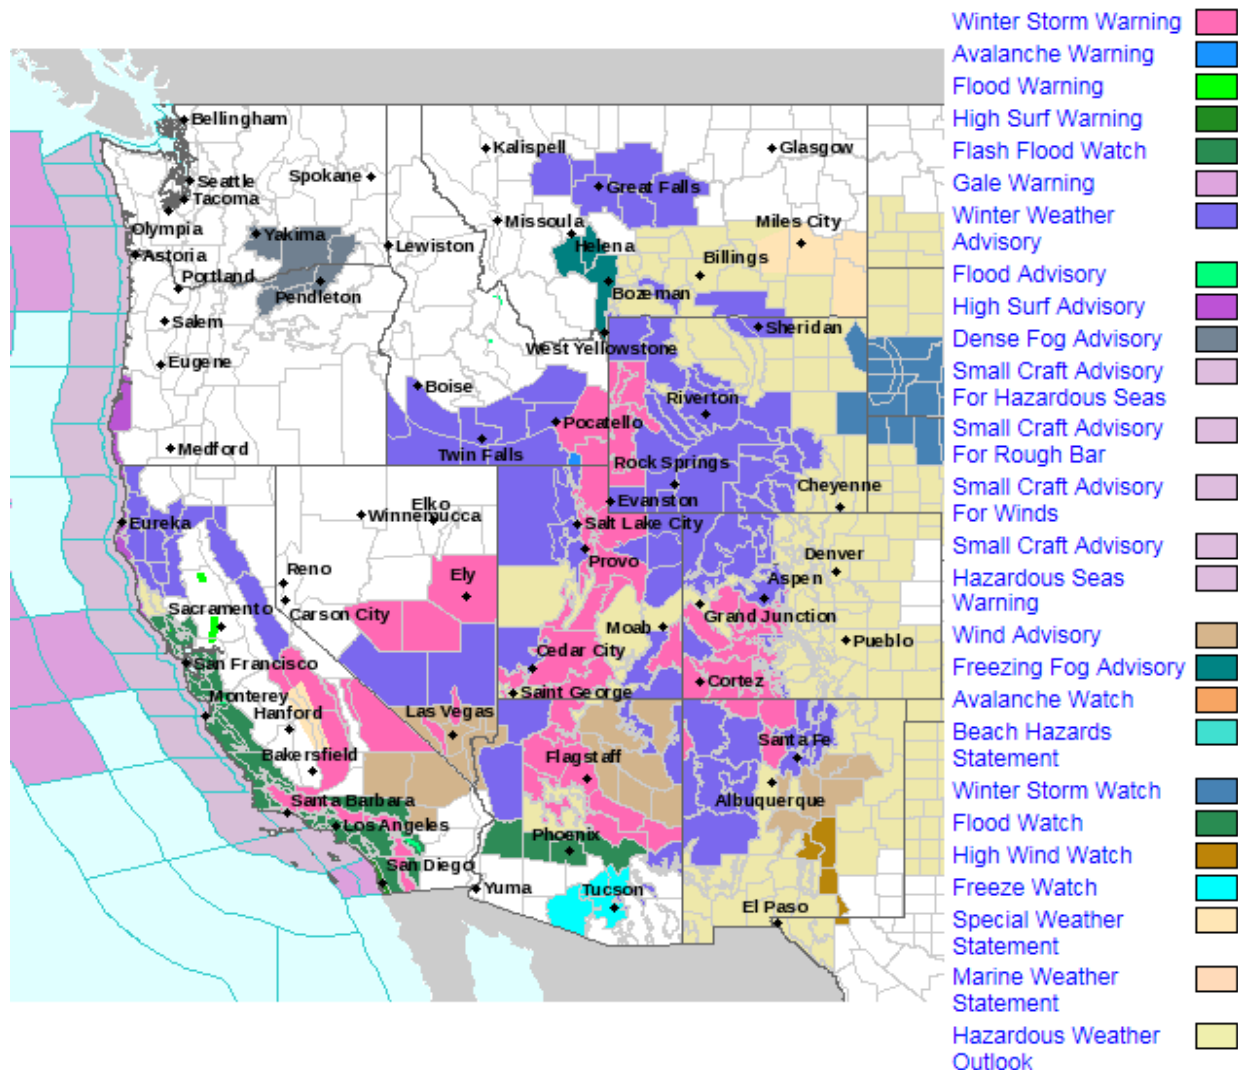 Bellingham
Seattle
Tacoma
Olympia
Astoria
Portland
Salem
Eugene
Medford
Spokane
Yakima
Pendleton
Lewiston
Kalispell
Great Falls
Missoula
Helena
Glasgow
Miles City
Billings
Bozeman
West Yellowstone
Sheridan
Boise
Pocatello
Twin Falls
Riverton
Rock Springs
Evanston
Cheyenne
Eureka
Elko
Winnemucca
Salt Lake City
Provo
Reno
Ely
Carson City
Sacramento
San Francisco
Monterey
Hanford
Bakersfield
Santa Barbara
Los Angeles
San Diego
Denver
Aspen
Grand Junction
Moab
Pueblo
Cedar City
Cortez
Saint George
Las Vegas
Flagstaff
Santa Fe
Albuquerque
Phoenix
Yuma
Tucson
El Paso
Winter Storm Warning
Avalanche Warning
Flood Warning
High Surf Warning
Flash Flood Watch
Gale Warning
Winter Weather
Advisory
Flood Advisory
High Surf Advisory
Dense Fog Advisory
Small Craft Advisory
For Hazardous Seas
Small Craft Advisory
For Rough Bar
Small Craft Advisory
For Winds
Small Craft Advisory
Hazardous Seas
Warning
Wind Advisory
Freezing Fog Advisory
Avalanche Watch
Beach Hazards
Statement
Winter Storm Watch
Flood Watch
High Wind Watch
Freeze Watch
Special Weather
Statement
Marine Weather
Statement
Hazardous Weather
Outlook